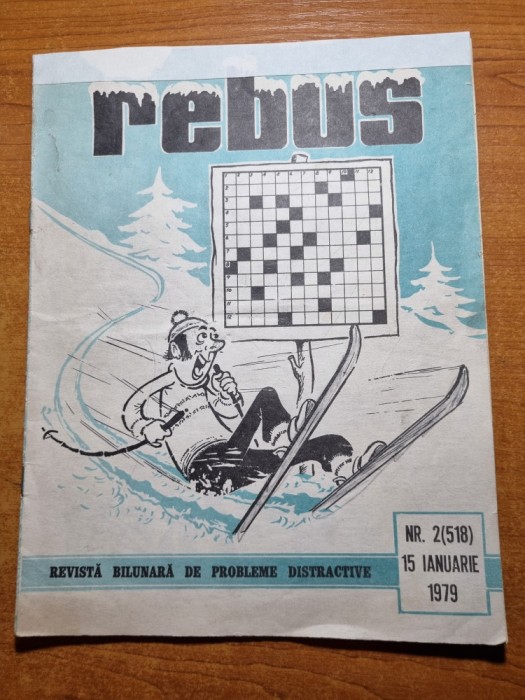 rebus
REVISTĂ BILUNARĂ DE PROBLEME DISTRACTIVE
NR. 2(518)
15 IANUARIE
1979